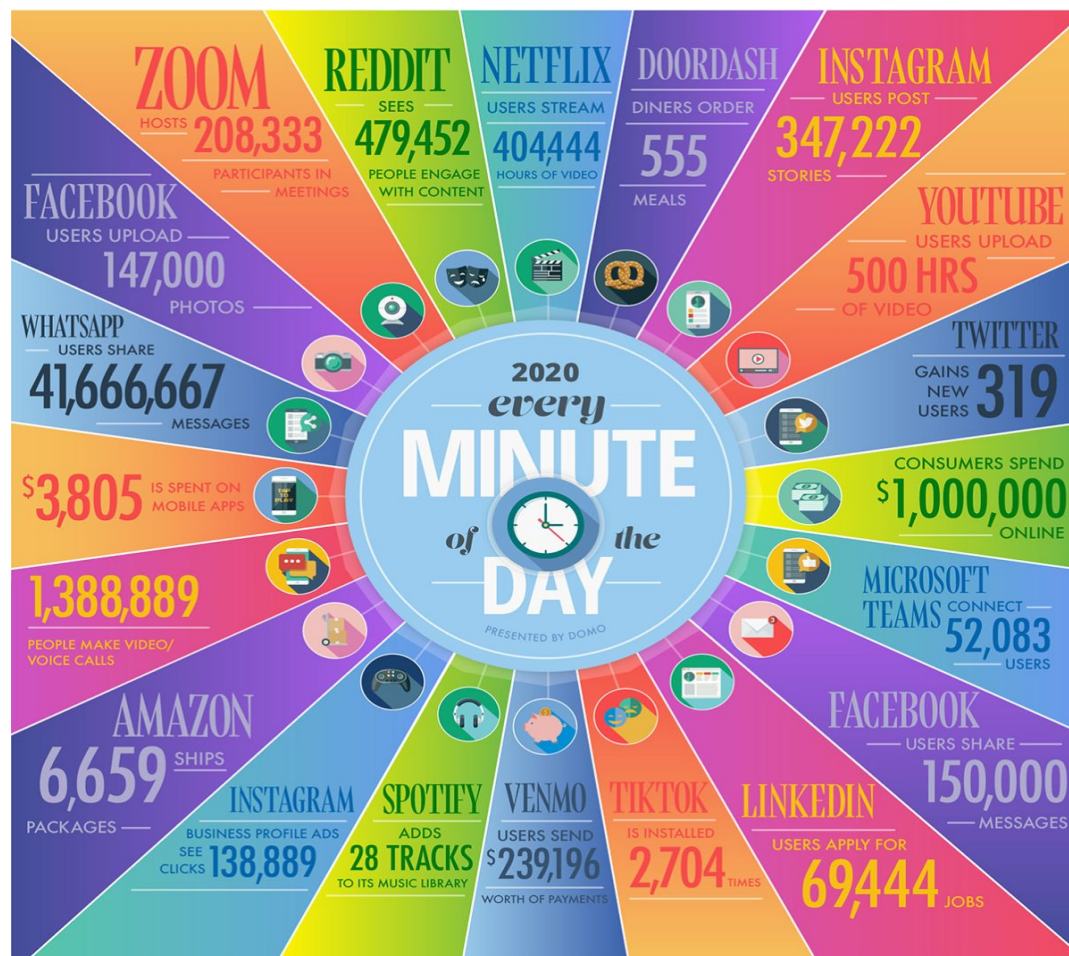 ZOOM
HOSTS 208,333
PARTICIPANTS IN
MEETINGS
REDDIT
SEES
479,452
PEOPLE ENGAGE
WITH CONTENT
NETFLIX
USERS STREAM
404,444
HOURS OF VIDEO
DOORDASH
DINERS ORDER
555
MEALS
INSTAGRAM
USERS POST
347,222
STORIES
YOUTUBE
USERS UPLOAD
500 HRS
OF VIDEO
TWITTER
GAINS
NEW
USERS 319
CONSUMERS SPEND
$1,000,000
ONLINE
MICROSOFT
TEAMS CONNECT
52,083
USERS
FACEBOOK
USERS SHARE
150,000
MESSAGES
LINKEDIN
USERS APPLY FOR
69,444 JOBS
TIKTOK
IS INSTALLED
2,704 TIMES
VENMO
USERS SEND
$239,196
WORTH OF PAYMENTS
SPOTIFY
ADDS
28 TRACKS
TO ITS MUSIC LIBRARY
INSTAGRAM
BUSINESS PROFILE ADS
SEE
CLICKS 138,889
AMAZON
6,659 SHIPS
PACKAGES
1,388,889
PEOPLE MAKE VIDEO/
VOICE CALLS
$3,805 IS SPENT ON
MOBILE APPS
WHATSAPP
USERS SHARE
41,666,667
MESSAGES
FACEBOOK
USERS UPLOAD
147,000
PHOTOS
2020
every
MINUTE
of the
DAY
PRESENTED BY DOMO
TAP
TO
PLAY
3